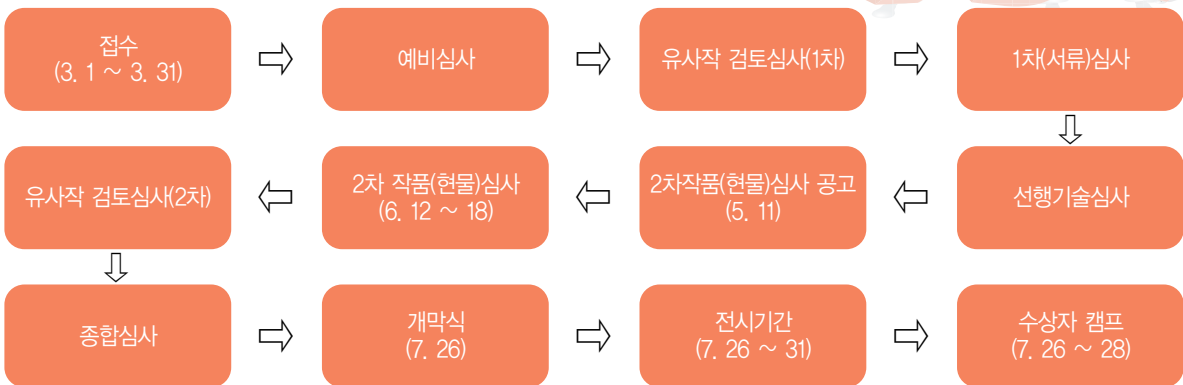 접수
(3. 1 ~ 3. 31)
예비심사
유사작 검토심사(1차)
1차(서류)심사
선행기술심사
2차작품(현물)심사 공고
(5. 11)
2차 작품(현물)심사
(6. 12 ~ 18)
유사작 검토심사(2차)
종합심사
개막식
(7. 26)
전시기간
(7. 26 ~ 31)
수상자 캠프
(7. 26 ~ 28)